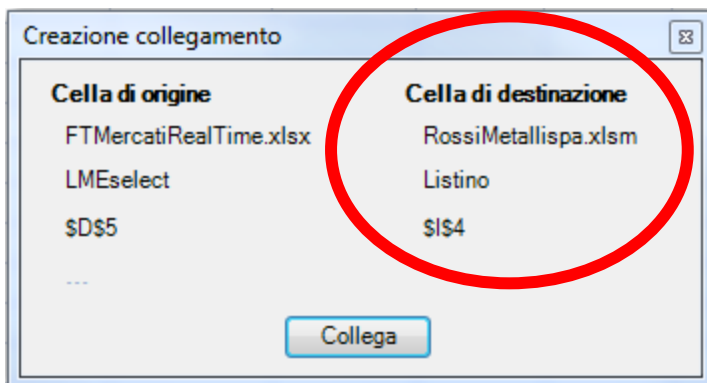 Creazione collegamento
Cella di origine Cella di destinazione
FTMercatiRealTime.xlsx RossiMetallispa.xlsm
LMEselect Listino
$D$5 $I$4
---
Collega